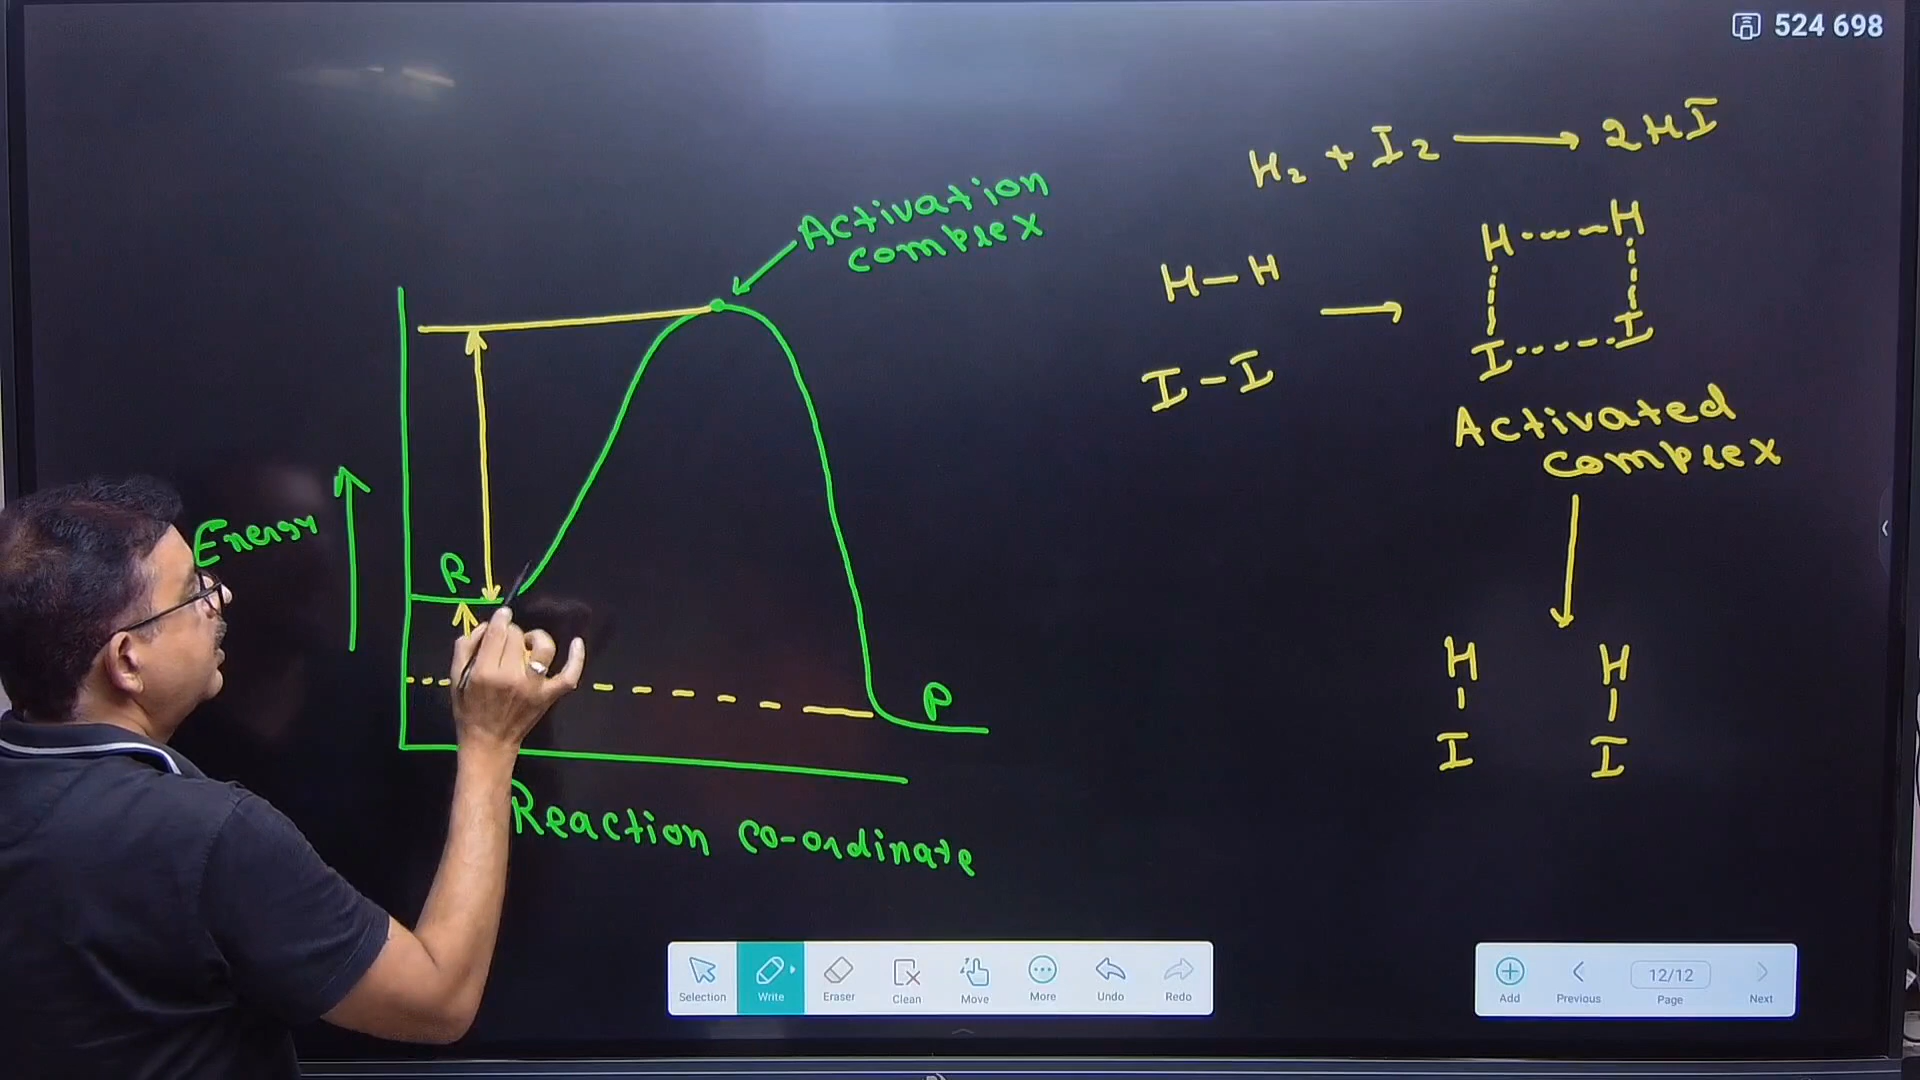 524 698
H₂ + I₂ ⟶ 2HI
Activation
complex
H---H
H–H ⟶
I-----I
I–I
Activated
complex
Energy
R
P
H H
I I
Reaction co-ordinate
Selection Write Eraser Clean Move More Undo Redo
Add Previous 12/12 Page Next